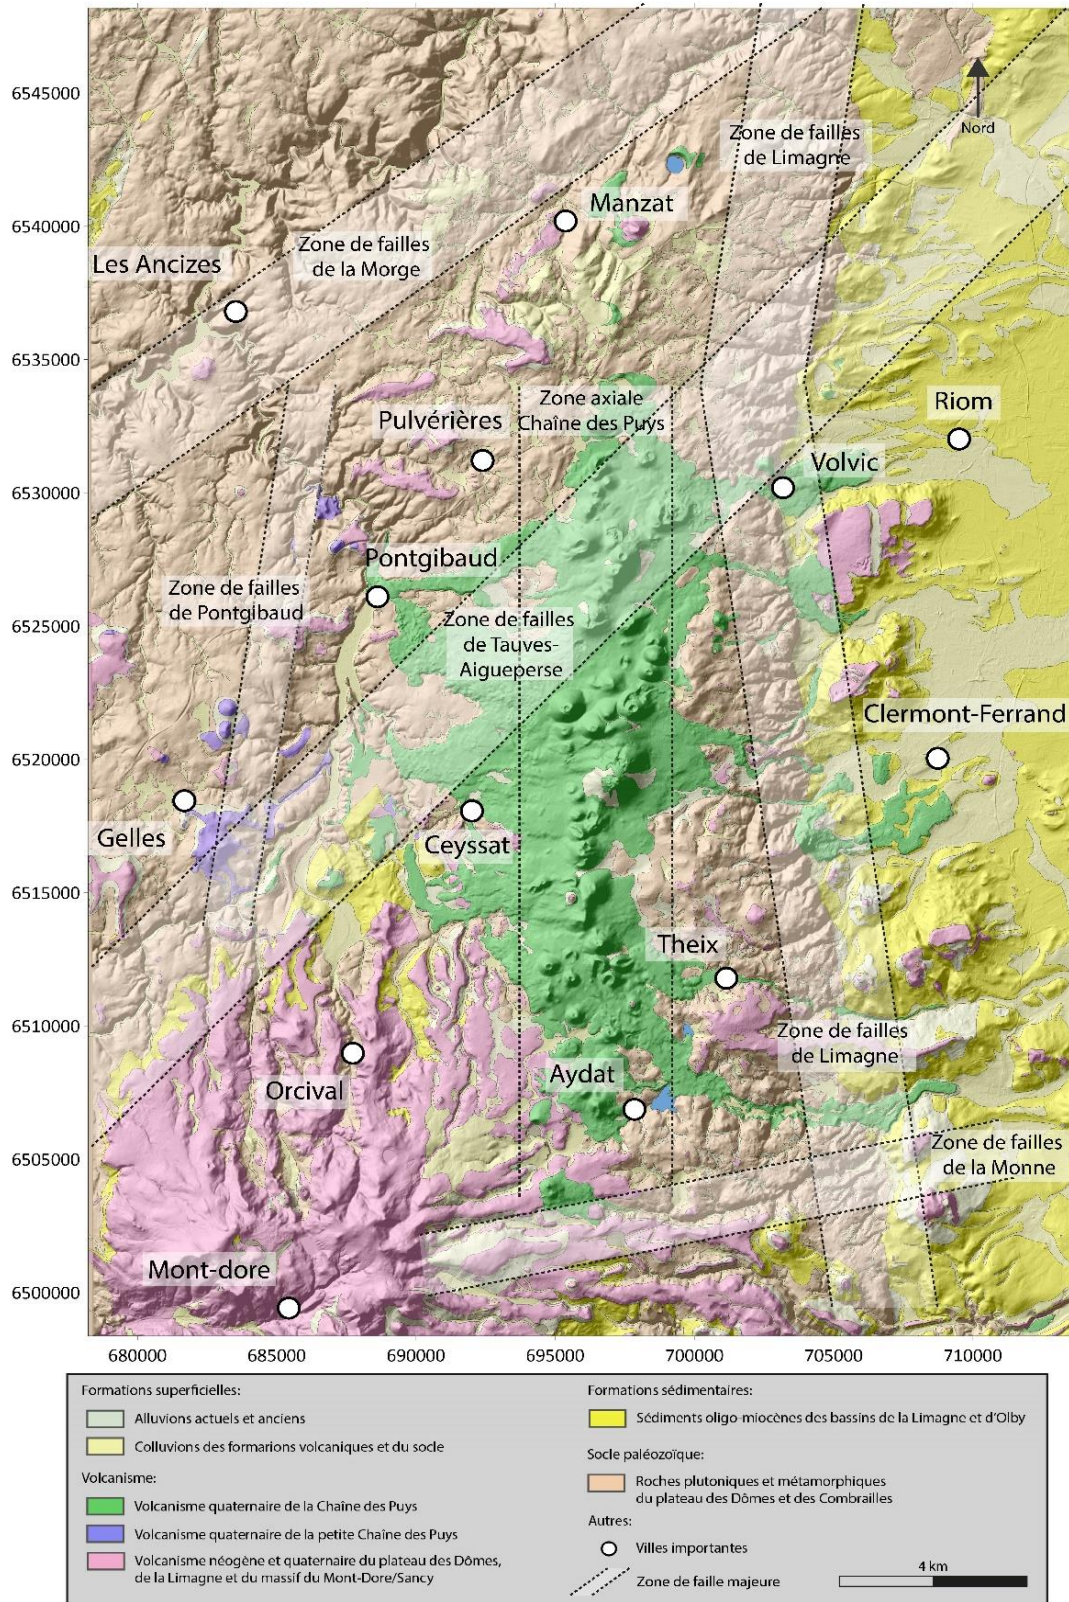 6545000
6540000
6535000
6530000
6525000
6520000
6515000
6510000
6505000
6500000
Nord
Zone de failles
de Limagne
Manzat
Zone de failles
de la Morge
Les Ancizes
Zone axiale
Chaîne des Puys
Pulvérières
Riom
Volvic
Pontgibaud
Zone de failles
de Pontgibaud
Zone de failles
de Tauves-
Aigueperse
Clermont-Ferrand
Gelles
Ceyssat
Theix
Zone de failles
de Limagne
Orcival
Aydat
Zone de failles
de la Monne
Mont-dore
680000
685000
690000
695000
700000
705000
710000
Formations superficielles:
Alluvions actuels et anciens
Colluvions des formarions volcaniques et du socle
Volcanisme:
Volcanisme quaternaire de la Chaîne des Puys
Volcanisme quaternaire de la petite Chaîne des Puys
Volcanisme néogène et quaternaire du plateau des Dômes,
de la Limagne et du massif du Mont-Dore/Sancy
Formations sédimentaires:
Sédiments oligo-miocènes des bassins de la Limagne et d'Olby
Socle paléozoïque:
Roches plutoniques et métamorphiques
du plateau des Dômes et des Combrailles
Autres:
Villes importantes
Zone de faille majeure
4 km